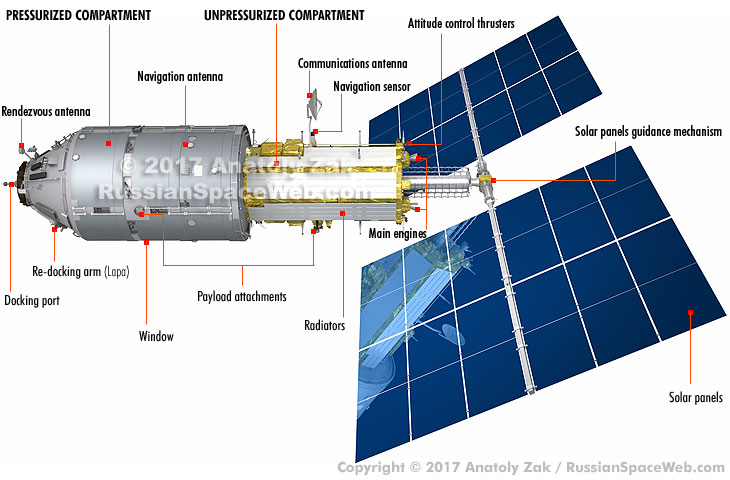 PRESSURIZED COMPARTMENT
UNPRESSURIZED COMPARTMENT
Attitude control thrusters
Communications antenna
Navigation antenna
Navigation sensor
Rendezvous antenna
Solar panels guidance mechanism
© 2017 Anatoly Zak
RussianSpaceWeb.com
Main engines
Re-docking arm (Lapa)
Docking port
Payload attachments
Radiators
Window
Solar panels
Copyright © 2017 Anatoly Zak / RussianSpaceWeb.com